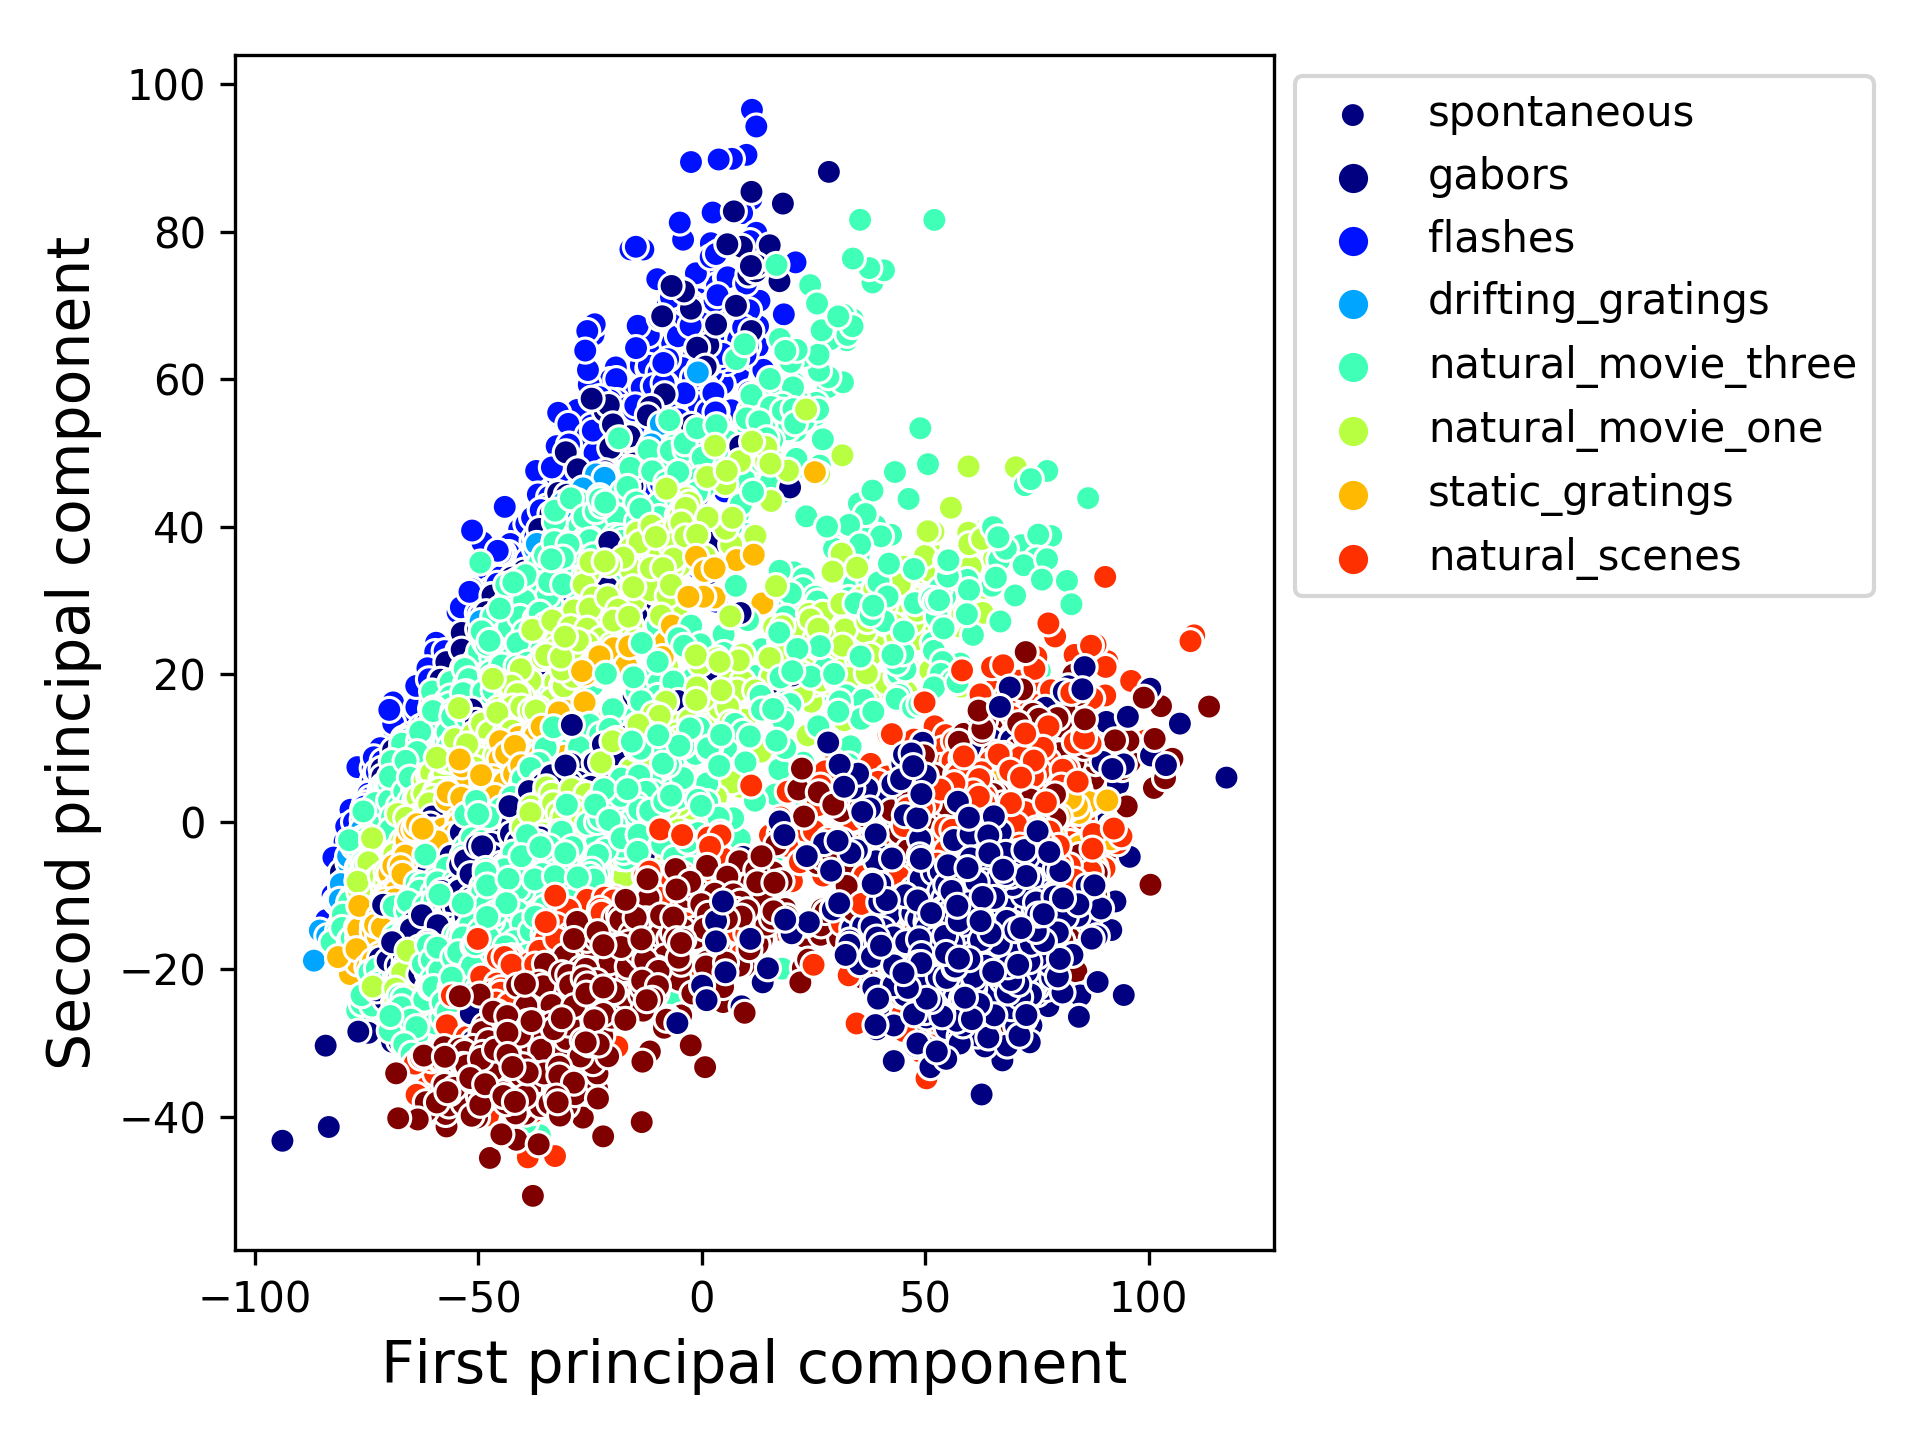 100
80
60
40
20
0
−20
−40
−100
−50
0
50
100
First principal component
Second principal component
spontaneous
gabors
flashes
drifting_gratings
natural_movie_three
natural_movie_one
static_gratings
natural_scenes